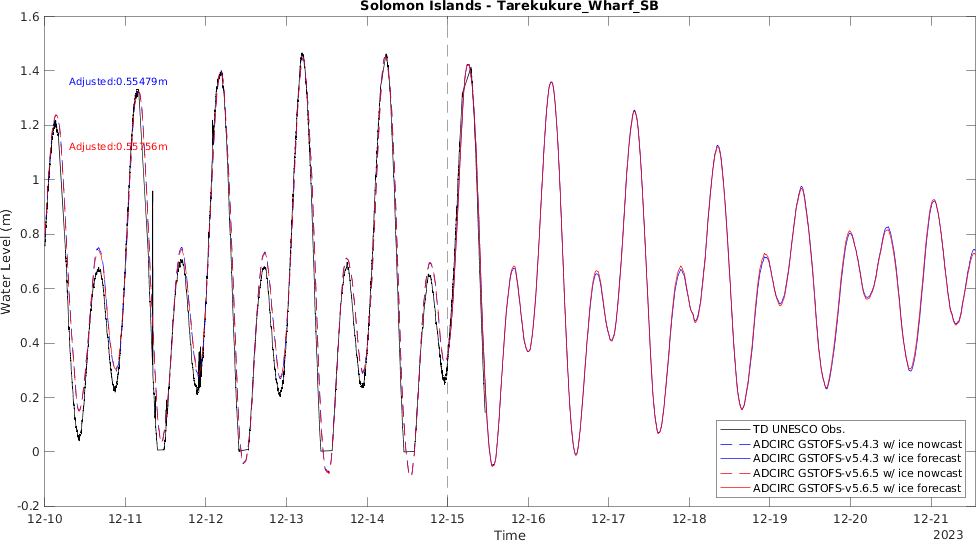 Solomon Islands - Tarekukure_Wharf_SB
1.6
1.4
1.2
1
0.8
0.6
0.4
0.2
0
-0.2
Water Level (m)
Adjusted:0.55479m
Adjusted:0.55756m
TD UNESCO Obs.
ADCIRC GSTOFS-v5.4.3 w/ ice nowcast
ADCIRC GSTOFS-v5.4.3 w/ ice forecast
ADCIRC GSTOFS-v5.6.5 w/ ice nowcast
ADCIRC GSTOFS-v5.6.5 w/ ice forecast
12-10 12-11 12-12 12-13 12-14 12-15 12-16 12-17 12-18 12-19 12-20 12-21
2023
Time